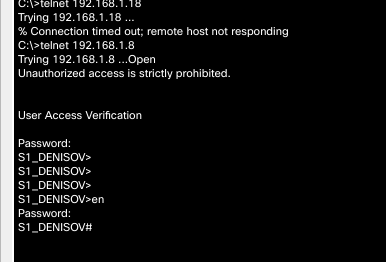 C:\>telnet 192.168.1.18
Trying 192.168.1.18 ...
% Connection timed out; remote host not responding
C:\>telnet 192.168.1.8
Trying 192.168.1.8 ...Open
Unauthorized access is strictly prohibited.
User Access Verification
Password:
S1_DENISOV>
S1_DENISOV>
S1_DENISOV>
S1_DENISOV>en
Password:
S1_DENISOV#